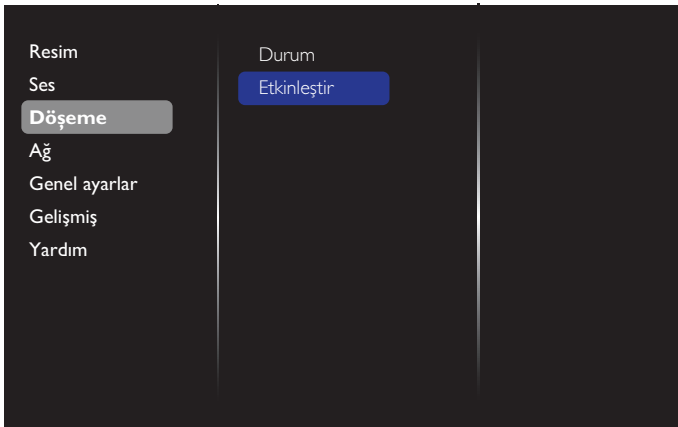 Resim
Ses
Döşeme
Ağ
Genel ayarlar
Gelişmiş
Yardım
Durum
Etkinleştir